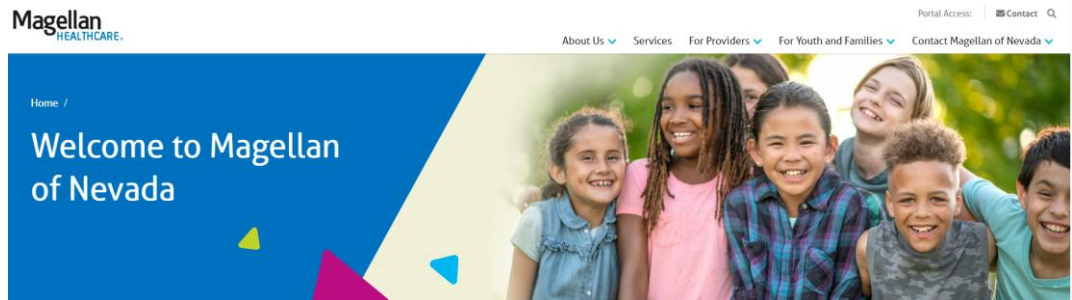 Magellan
HEALTHCARE®
Portal Access:
Contact
About Us
Services
For Providers
For Youth and Families
Contact Magellan of Nevada
Home /
Welcome to Magellan
of Nevada